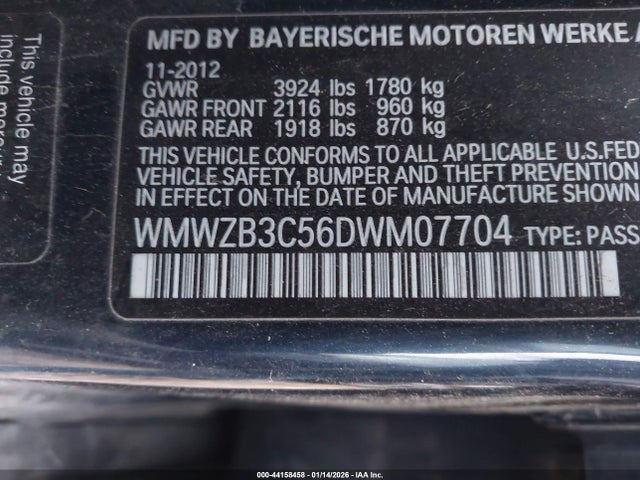 This vehicle may
include more
MFD BY BAYERISCHE MOTOREN WERKE
11-2012
GVWR 3924 lbs 1780 kg
GAWR FRONT 2116 lbs 960 kg
GAWR REAR 1918 lbs 870 kg
THIS VEHICLE CONFORMS TO ALL APPLICABLE U.S.FED
VEHICLE SAFETY, BUMPER AND THEFT PREVENTION
IN EFFECT ON THE DATE OF MANUFACTURE SHOWN
WMWZB3C56DWM07704 TYPE: PASS
000-44158458 - 01/14/2026 - IAA Inc.